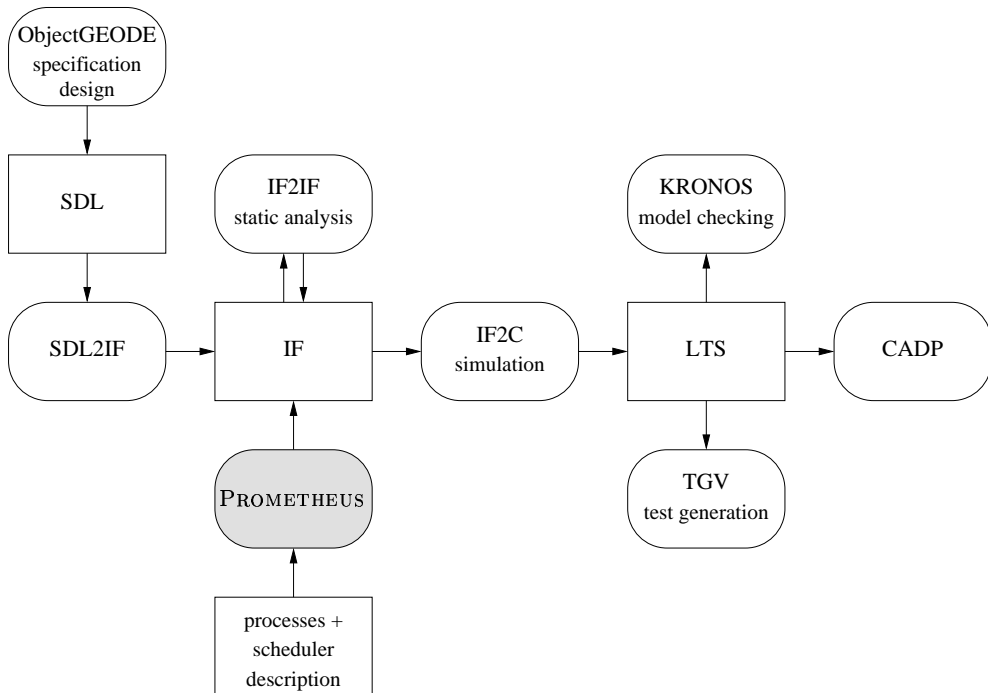 ObjectGEODE
specification
design
SDL
IF2IF
static analysis
KRONOS
model checking
SDL2IF
IF
IF2C
simulation
LTS
CADP
PROMETHEUS
TGV
test generation
processes +
scheduler
description